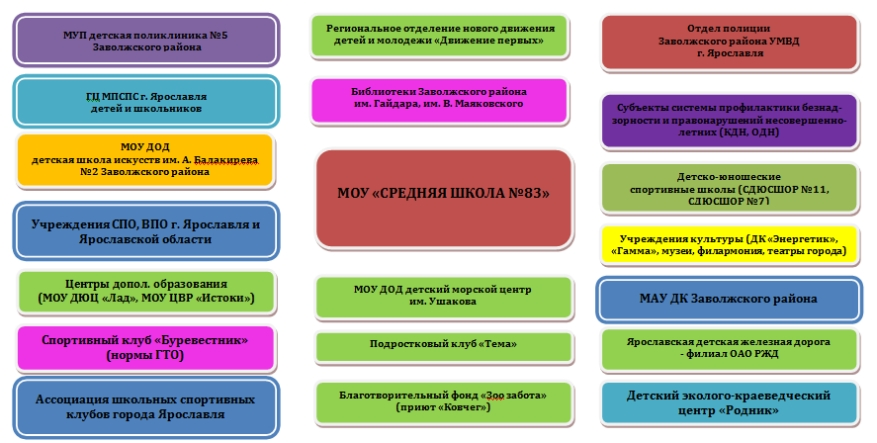 МУП детская поликлиника №5
Заволжского района
ГЦ МПСПС г. Ярославля
детей и школьников
МОУ ДОД
детская школа искусств им. А. Балакирева
№2 Заволжского района
Учреждения СПО, ВПО г. Ярославля и
Ярославской области
Центры допол. образования
(МОУ ДЮЦ «Лад», МОУ ЦВР «Истоки»)
Спортивный клуб «Буревестник»
(нормы ГТО)
Ассоциация школьных спортивных
клубов города Ярославля
Региональное отделение нового движения
детей и молодежи «Движение первых»
Библиотеки Заволжского района
им. Гайдара, им. В. Маяковского
МОУ «СРЕДНЯЯ ШКОЛА №83»
МОУ ДОД детский морской центр
им. Ушакова
Подростковый клуб «Тема»
Благотворительный фонд «Зоо забота»
(приют «Ковчег»)
Отдел полиции
Заволжского района УМВД
г. Ярославля
Субъекты системы профилактики безнад-
зорности и правонарушений несовершенно-
летних (КДН, ОДН)
Детско-юношеские
спортивные школы (СДЮСШОР №11,
СДЮСШОР №7)
Учреждения культуры (ДК «Энергетик»,
«Гамма», музеи, филармония, театры города)
МАУ ДК Заволжского района
Ярославская детская железная дорога
- филиал ОАО РЖД
Детский эколого-краеведческий
центр «Родник»